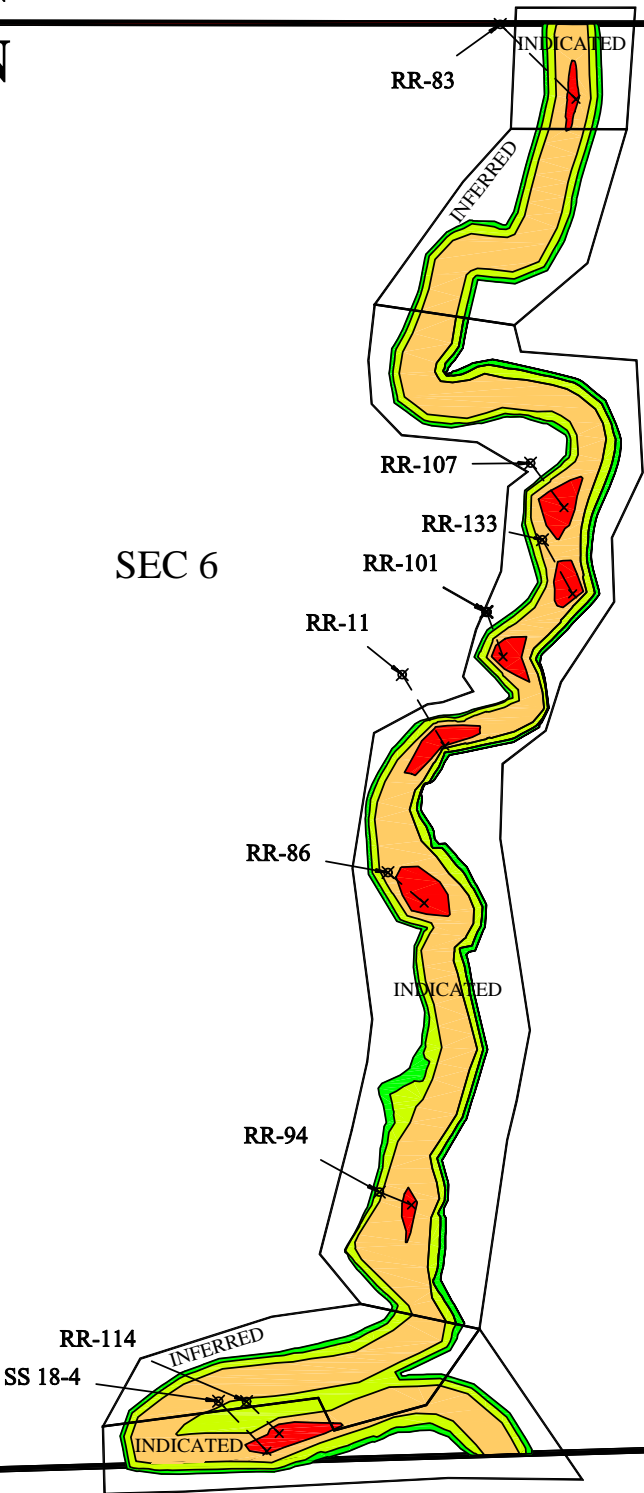 N
INDICATED
RR-83
INFERRED
RR-107
RR-133
SEC 6
RR-101
RR-11
RR-86
INDICATED
RR-94
RR-114
INFERRED
SS 18-4
INDICATED